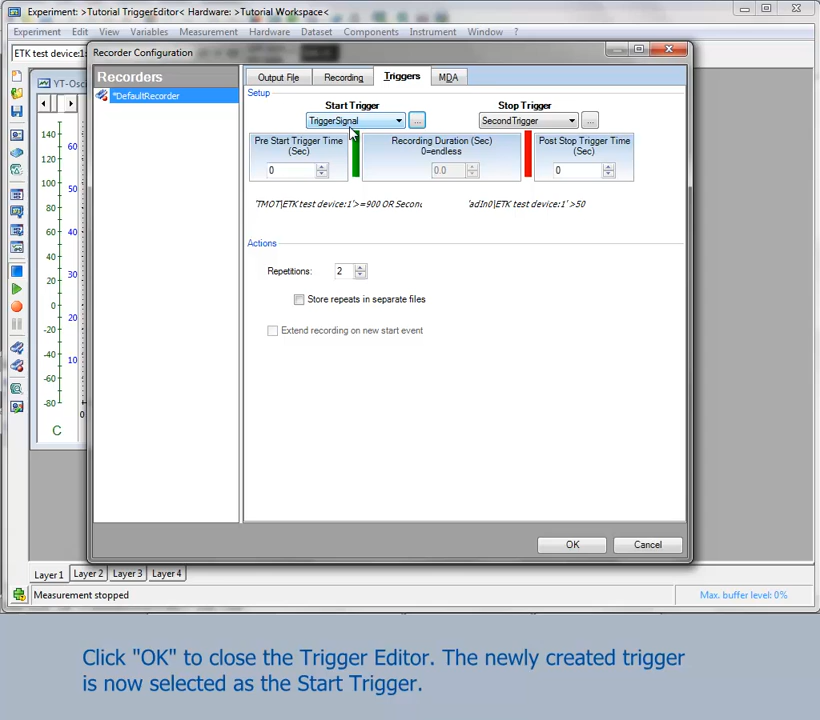 Experiment: >Tutorial TriggerEditor< Hardware: >Tutorial Workspace<
Experiment Edit View Variables Measurement Hardware Dataset Components Instrument Window ?
ETK test device:1
Recorder Configuration
YT-Osci
Recorders
*DefaultRecorder
Output File Recording Triggers MDA
Setup
Start Trigger Stop Trigger
TriggerSignal ... SecondTrigger ...
Pre Start Trigger Time (Sec)
0
Recording Duration (Sec)
0=endless
0.0
Post Stop Trigger Time (Sec)
0
'TMOT|ETK test device:1'>=900 OR Second 'adIn0|ETK test device:1' >50
Actions
Repetitions: 2
Store repeats in separate files
Extend recording on new start event
OK Cancel
140
120
100
80
60
40
20
0
-20
-40
-60
-80
C
60
50
40
30
20
10
0
Layer 1 Layer 2 Layer 3 Layer 4
Measurement stopped Max. buffer level: 0%
Click "OK" to close the Trigger Editor. The newly created trigger
is now selected as the Start Trigger.